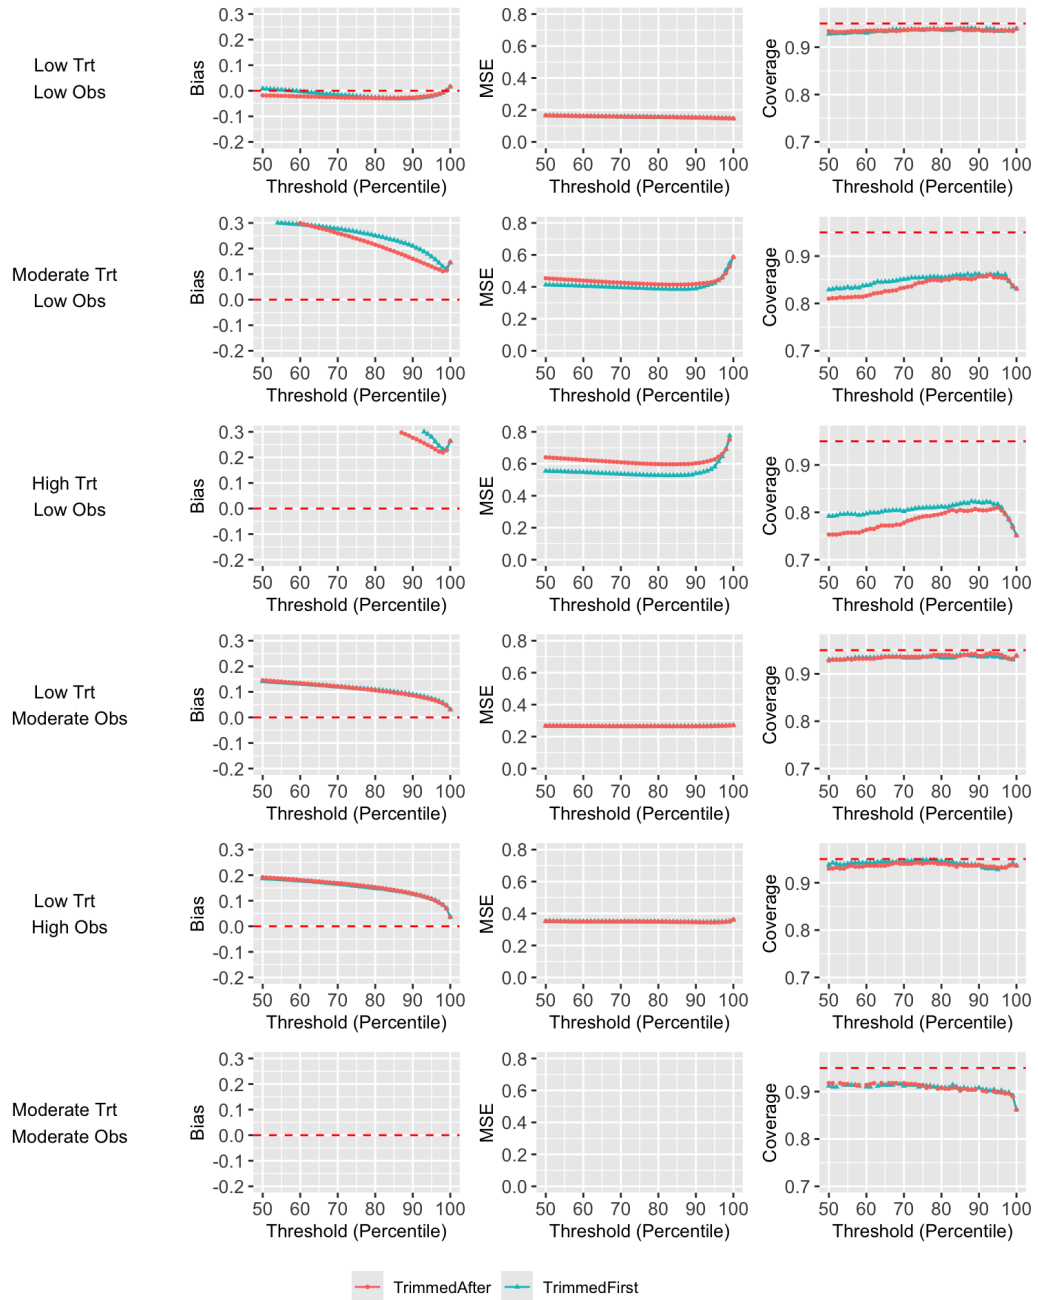 Low Trt
Low Obs
0.3
0.2
0.1
0.0
-0.1
-0.2
Bias
50 60 70 80 90 100
Threshold (Percentile)
0.8
0.6
0.4
0.2
0.0
MSE
50 60 70 80 90 100
Threshold (Percentile)
0.9
0.8
0.7
Coverage
50 60 70 80 90 100
Threshold (Percentile)
Moderate Trt
Low Obs
0.3
0.2
0.1
0.0
-0.1
-0.2
Bias
50 60 70 80 90 100
Threshold (Percentile)
0.8
0.6
0.4
0.2
0.0
MSE
50 60 70 80 90 100
Threshold (Percentile)
0.9
0.8
0.7
Coverage
50 60 70 80 90 100
Threshold (Percentile)
High Trt
Low Obs
0.3
0.2
0.1
0.0
-0.1
-0.2
Bias
50 60 70 80 90 100
Threshold (Percentile)
0.8
0.6
0.4
0.2
0.0
MSE
50 60 70 80 90 100
Threshold (Percentile)
0.9
0.8
0.7
Coverage
50 60 70 80 90 100
Threshold (Percentile)
Low Trt
Moderate Obs
0.3
0.2
0.1
0.0
-0.1
-0.2
Bias
50 60 70 80 90 100
Threshold (Percentile)
0.8
0.6
0.4
0.2
0.0
MSE
50 60 70 80 90 100
Threshold (Percentile)
0.9
0.8
0.7
Coverage
50 60 70 80 90 100
Threshold (Percentile)
Low Trt
High Obs
0.3
0.2
0.1
0.0
-0.1
-0.2
Bias
50 60 70 80 90 100
Threshold (Percentile)
0.8
0.6
0.4
0.2
0.0
MSE
50 60 70 80 90 100
Threshold (Percentile)
0.9
0.8
0.7
Coverage
50 60 70 80 90 100
Threshold (Percentile)
Moderate Trt
Moderate Obs
0.3
0.2
0.1
0.0
-0.1
-0.2
Bias
50 60 70 80 90 100
Threshold (Percentile)
0.8
0.6
0.4
0.2
0.0
MSE
50 60 70 80 90 100
Threshold (Percentile)
0.9
0.8
0.7
Coverage
50 60 70 80 90 100
Threshold (Percentile)
TrimmedAfter TrimmedFirst